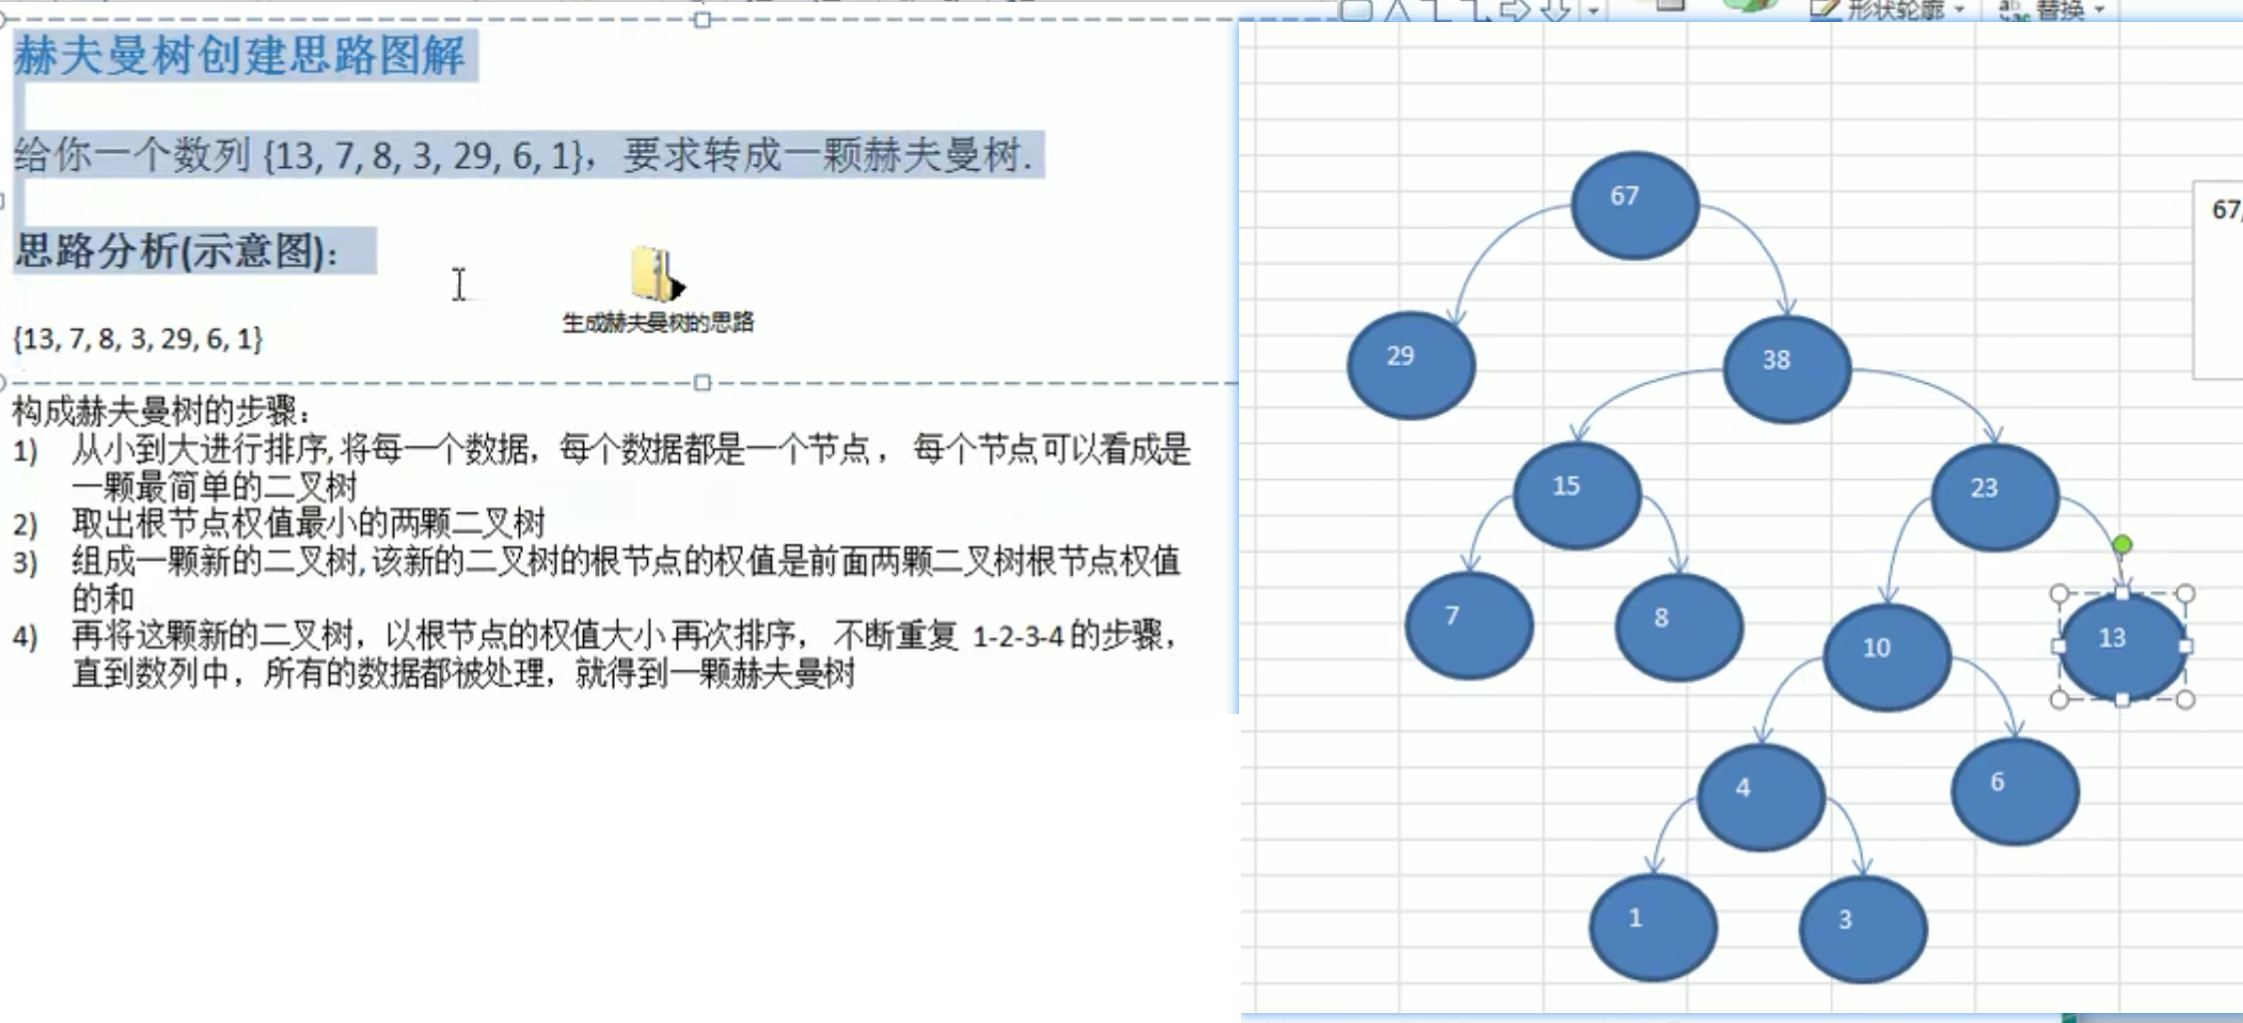 形状轮廓
替换
赫夫曼树创建思路图解
给你一个数列 {13, 7, 8, 3, 29, 6, 1}，要求转成一颗赫夫曼树.
思路分析(示意图)：
生成赫夫曼树的思路
{13, 7, 8, 3, 29, 6, 1}
构成赫夫曼树的步骤：
1) 从小到大进行排序, 将每一个数据，每个数据都是一个节点 ， 每个节点可以看成是
一颗最简单的二叉树
2) 取出根节点权值最小的两颗二叉树
3) 组成一颗新的二叉树, 该新的二叉树的根节点的权值是前面两颗二叉树根节点权值
的和
4) 再将这颗新的二叉树，以根节点的权值大小 再次排序， 不断重复 1-2-3-4 的步骤，
直到数列中，所有的数据都被处理，就得到一颗赫夫曼树
67
67,
29
38
15
23
7
8
10
13
4
6
1
3